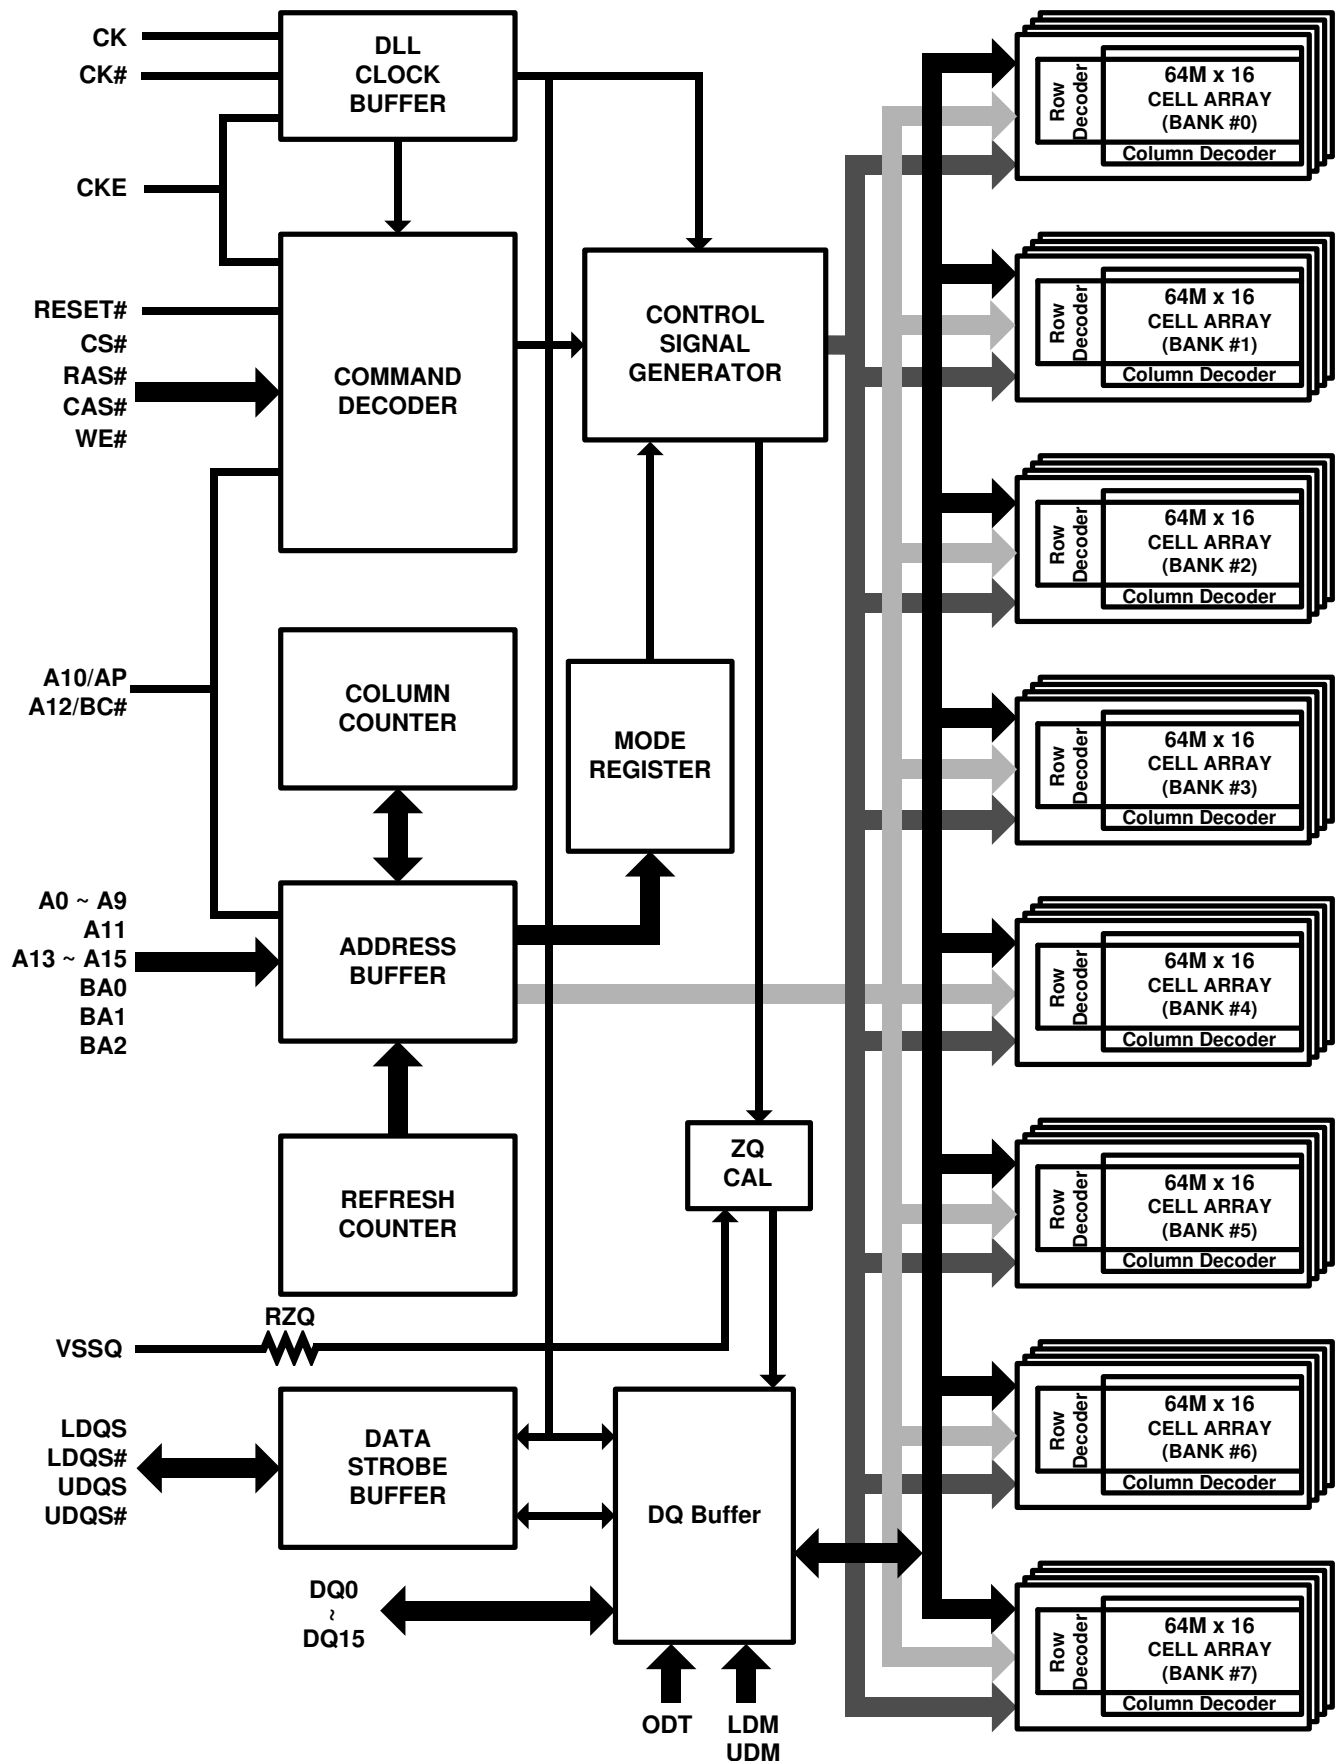 CK
CK#
CKE
RESET#
CS#
RAS#
CAS#
WE#
A10/AP
A12/BC#
A0 ~ A9
A11
A13 ~ A15
BA0
BA1
BA2
VSSQ
RZQ
LDQS
LDQS#
UDQS
UDQS#
DQ0
~
DQ15
ODT
LDM
UDM
DLL
CLOCK
BUFFER
COMMAND
DECODER
COLUMN
COUNTER
ADDRESS
BUFFER
REFRESH
COUNTER
DATA
STROBE
BUFFER
CONTROL
SIGNAL
GENERATOR
MODE
REGISTER
ZQ
CAL
DQ Buffer
Row
Decoder
64M x 16
CELL ARRAY
(BANK #0)
Column Decoder
Row
Decoder
64M x 16
CELL ARRAY
(BANK #1)
Column Decoder
Row
Decoder
64M x 16
CELL ARRAY
(BANK #2)
Column Decoder
Row
Decoder
64M x 16
CELL ARRAY
(BANK #3)
Column Decoder
Row
Decoder
64M x 16
CELL ARRAY
(BANK #4)
Column Decoder
Row
Decoder
64M x 16
CELL ARRAY
(BANK #5)
Column Decoder
Row
Decoder
64M x 16
CELL ARRAY
(BANK #6)
Column Decoder
Row
Decoder
64M x 16
CELL ARRAY
(BANK #7)
Column Decoder